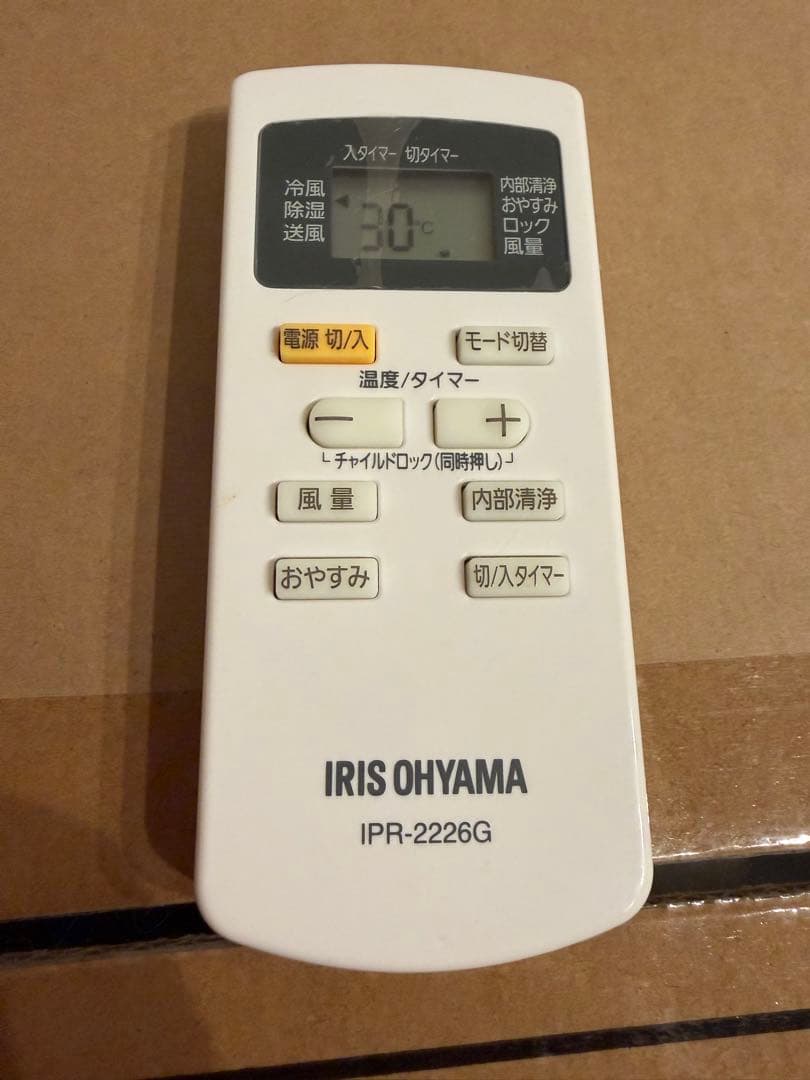 入タイマー 切タイマー
冷風
除湿
送風
30℃
内部清浄
おやすみ
ロック
風量
電源 切/入
モード切替
温度/タイマー
− +
└ チャイルドロック(同時押し) ┘
風量
内部清浄
おやすみ
切/入タイマー
IRIS OHYAMA
IPR-2226G